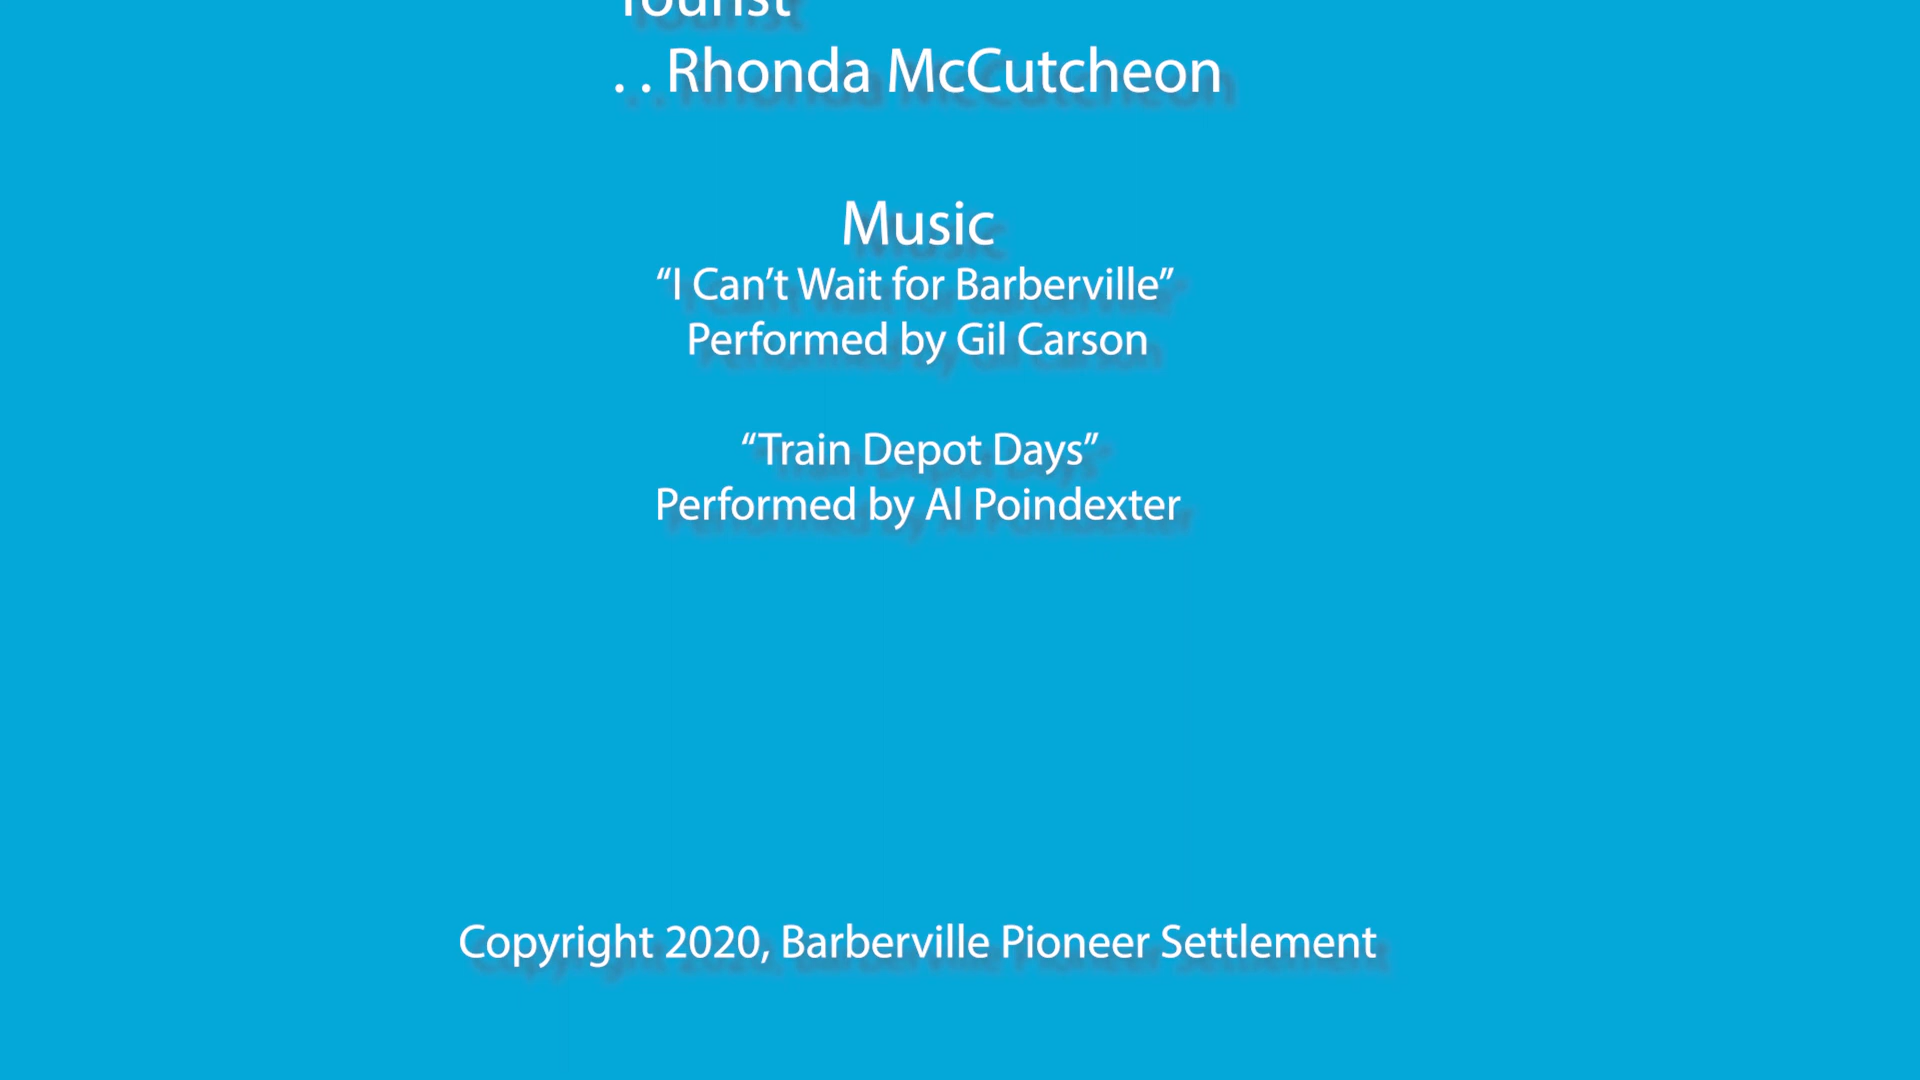 Tourist
. . Rhonda McCutcheon
Music
“I Can’t Wait for Barberville”
Performed by Gil Carson
“Train Depot Days”
Performed by Al Poindexter
Copyright 2020, Barberville Pioneer Settlement